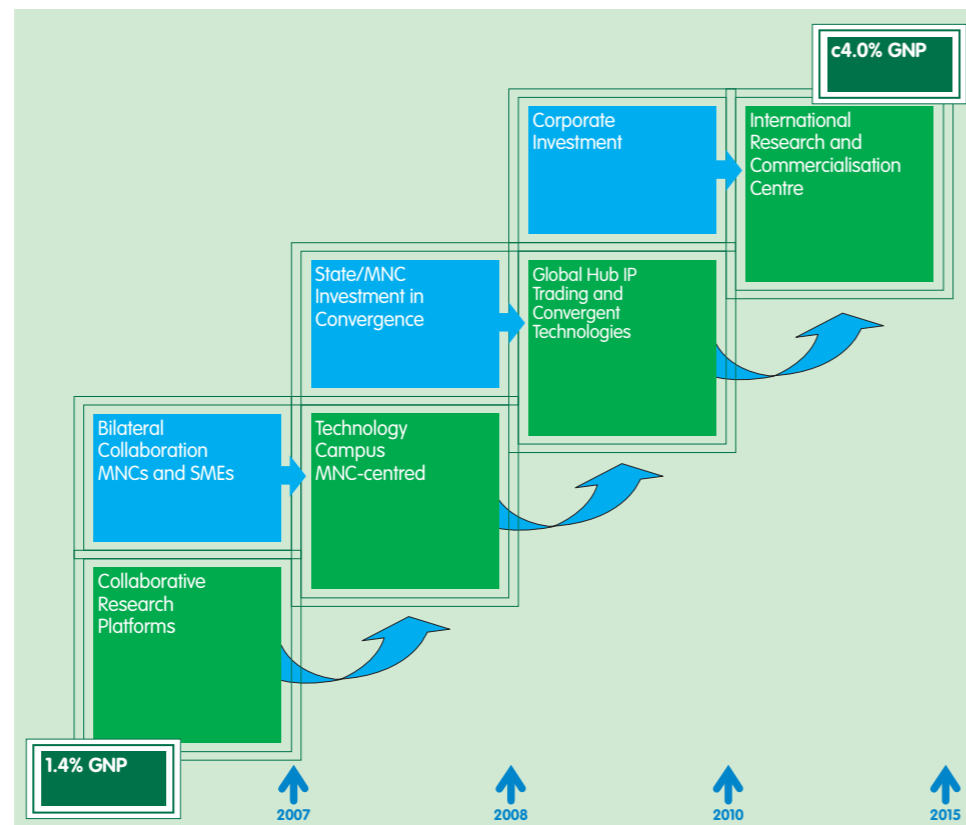 c4.0% GNP
Corporate
Investment
International
Research and
Commercialisation
Centre
State/MNC
Investment in
Convergence
Global Hub IP
Trading and
Convergent
Technologies
Bilateral
Collaboration
MNCs and SMEs
Technology
Campus
MNC-centred
Collaborative
Research
Platforms
1.4% GNP
2007
2008
2010
2015